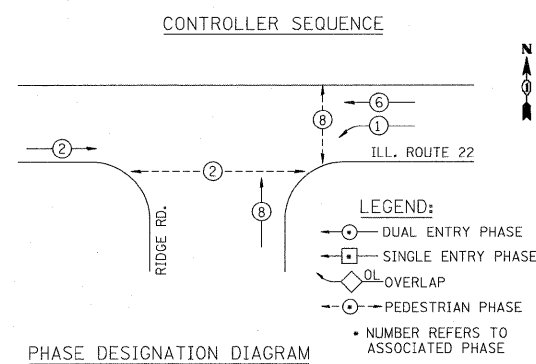 CONTROLLER SEQUENCE
N
6
8
1
2
ILL. ROUTE 22
2
8
RIDGE RD.
LEGEND:
* DUAL ENTRY PHASE
* SINGLE ENTRY PHASE
OL OVERLAP
* PEDESTRIAN PHASE
* NUMBER REFERS TO
ASSOCIATED PHASE
PHASE DESIGNATION DIAGRAM